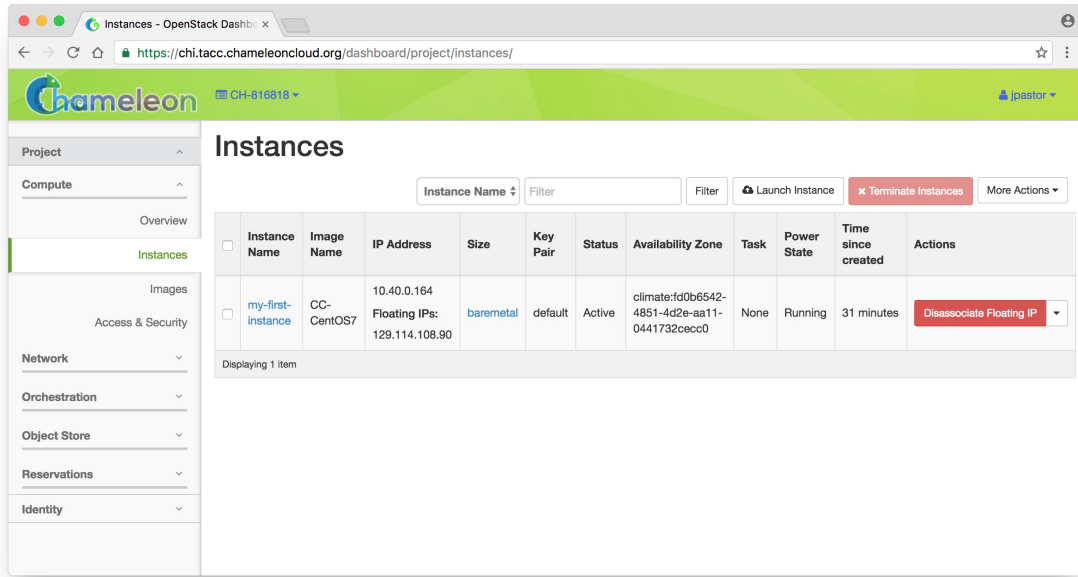 Instances - OpenStack Dashbo
https://chi.tacc.chameleoncloud.org/dashboard/project/instances/
Chameleon
CH-816818
jpastor
Project
Compute
Overview
Instances
Images
Access & Security
Network
Orchestration
Object Store
Reservations
Identity
Instances
Instance Name
Filter
Filter
Launch Instance
Terminate Instances
More Actions
Instance Name
Image Name
IP Address
Size
Key Pair
Status
Availability Zone
Task
Power State
Time since created
Actions
my-first-instance
CC-CentOS7
10.40.0.164
Floating IPs:
129.114.108.90
baremetal
default
Active
climate:fd0b6542-4851-4d2e-aa11-0441732cecc0
None
Running
31 minutes
Disassociate Floating IP
Displaying 1 item